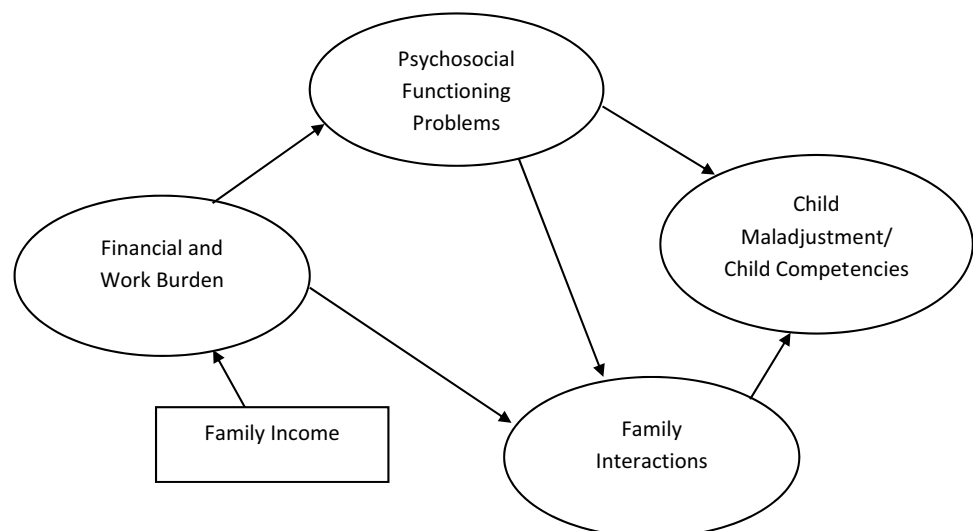 Psychosocial
Functioning
Problems
Child
Maladjustment/
Child Competencies
Financial and
Work Burden
Family Income
Family
Interactions